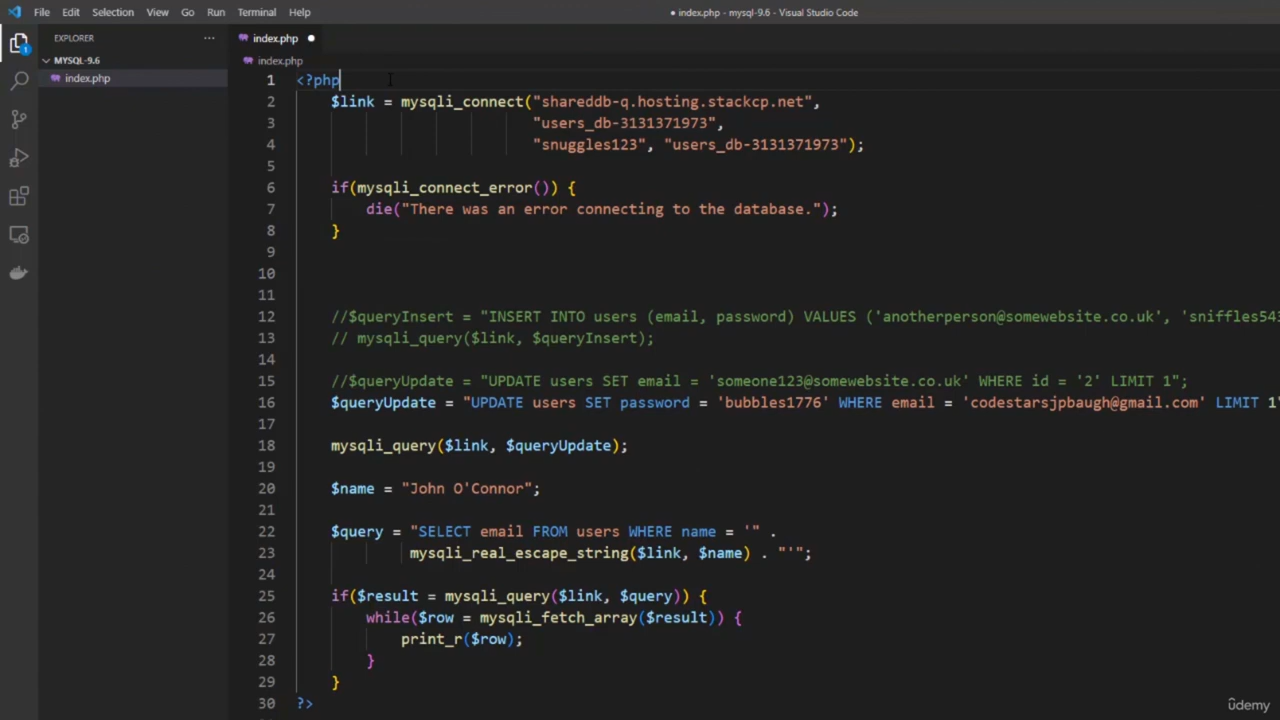 File Edit Selection View Go Run Terminal Help
● index.php - mysql-9.6 - Visual Studio Code
EXPLORER ...
index.php ●
MYSQL-9.6
index.php
index.php
1
1 <?php
2 $link = mysqli_connect("shareddb-q.hosting.stackcp.net",
3 "users_db-3131371973",
4 "snuggles123", "users_db-3131371973");
5
6 if(mysqli_connect_error()) {
7 die("There was an error connecting to the database.");
8 }
9
10
11
12 //$queryInsert = "INSERT INTO users (email, password) VALUES ('anotherperson@somewebsite.co.uk', 'sniffles543
13 // mysqli_query($link, $queryInsert);
14
15 //$queryUpdate = "UPDATE users SET email = 'someone123@somewebsite.co.uk' WHERE id = '2' LIMIT 1";
16 $queryUpdate = "UPDATE users SET password = 'bubbles1776' WHERE email = 'codestarsjpbaugh@gmail.com' LIMIT 1"
17
18 mysqli_query($link, $queryUpdate);
19
20 $name = "John O'Connor";
21
22 $query = "SELECT email FROM users WHERE name = '" .
23 mysqli_real_escape_string($link, $name) . "'";
24
25 if($result = mysqli_query($link, $query)) {
26 while($row = mysqli_fetch_array($result)) {
27 print_r($row);
28 }
29 }
30 ?>
ûdemy